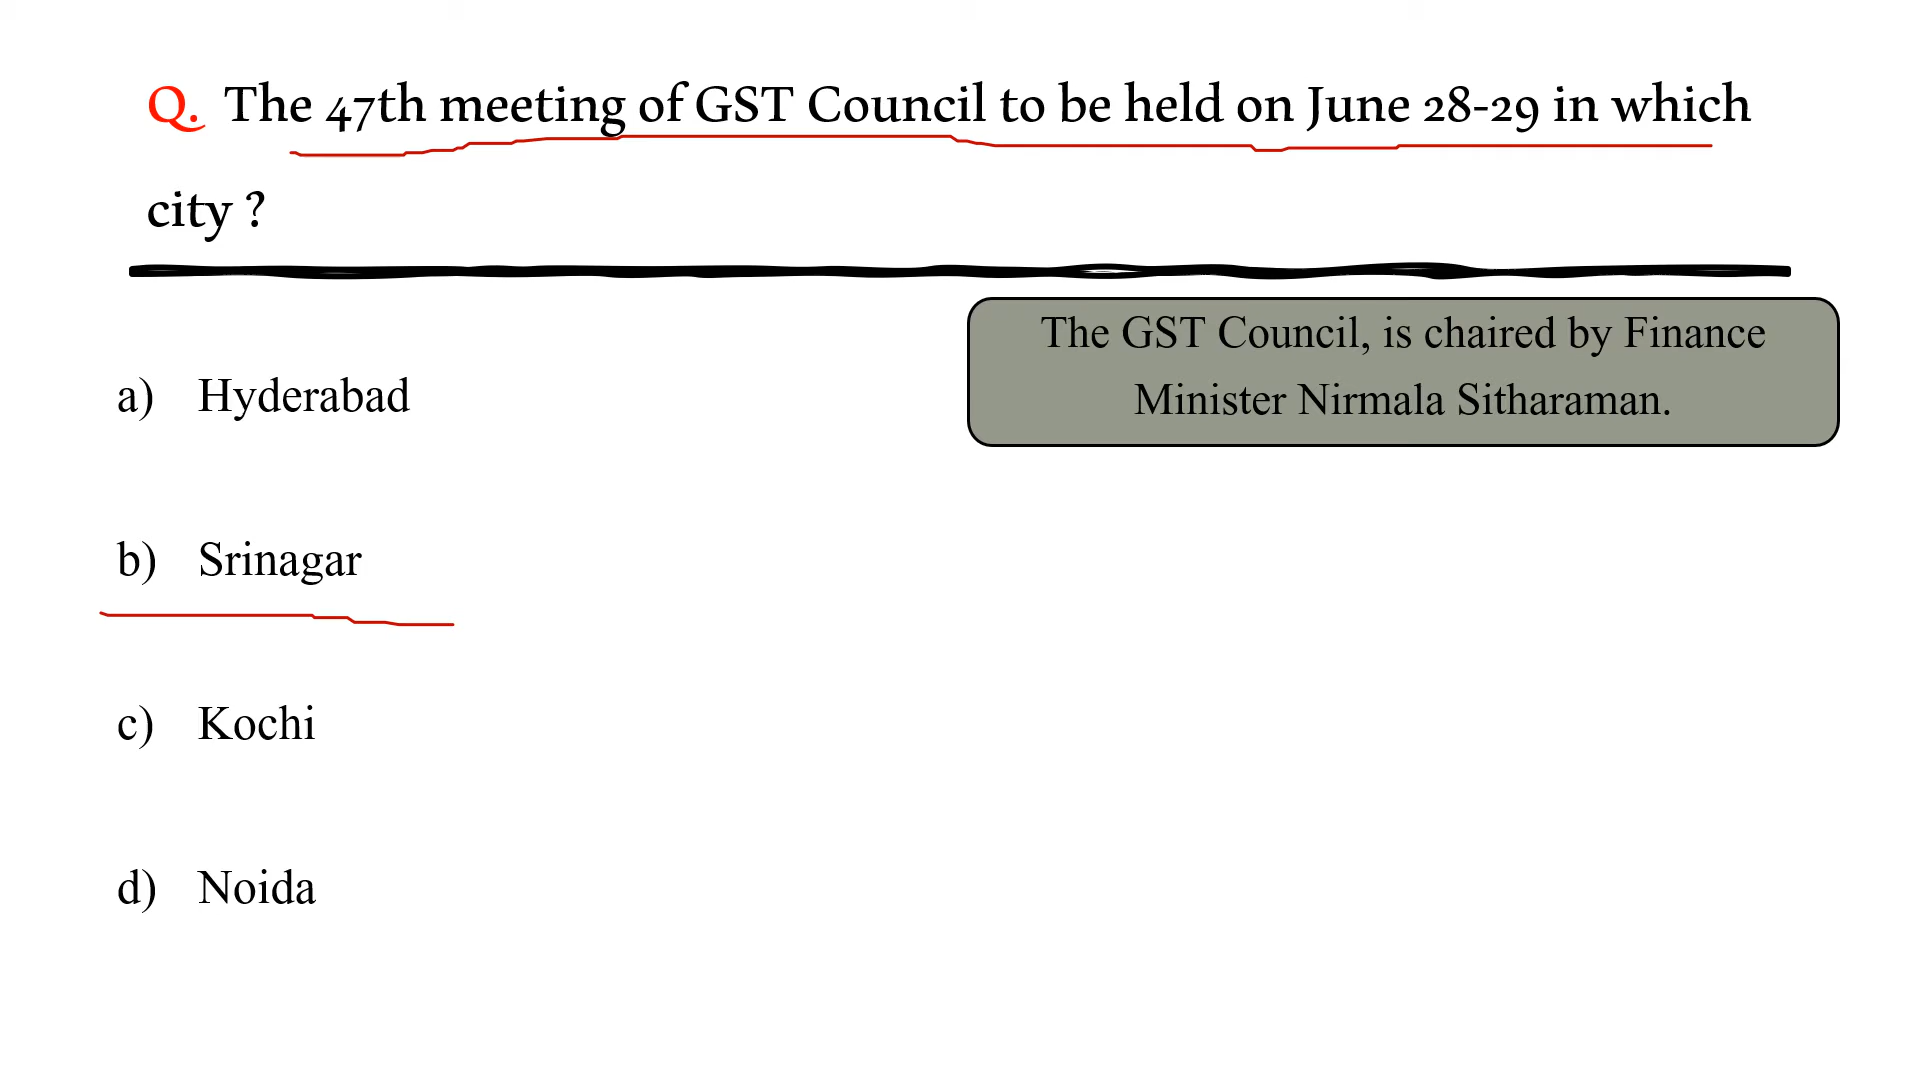 Q. The 47th meeting of GST Council to be held on June 28-29 in which
city ?
The GST Council, is chaired by Finance
Minister Nirmala Sitharaman.
a) Hyderabad
b) Srinagar
c) Kochi
d) Noida